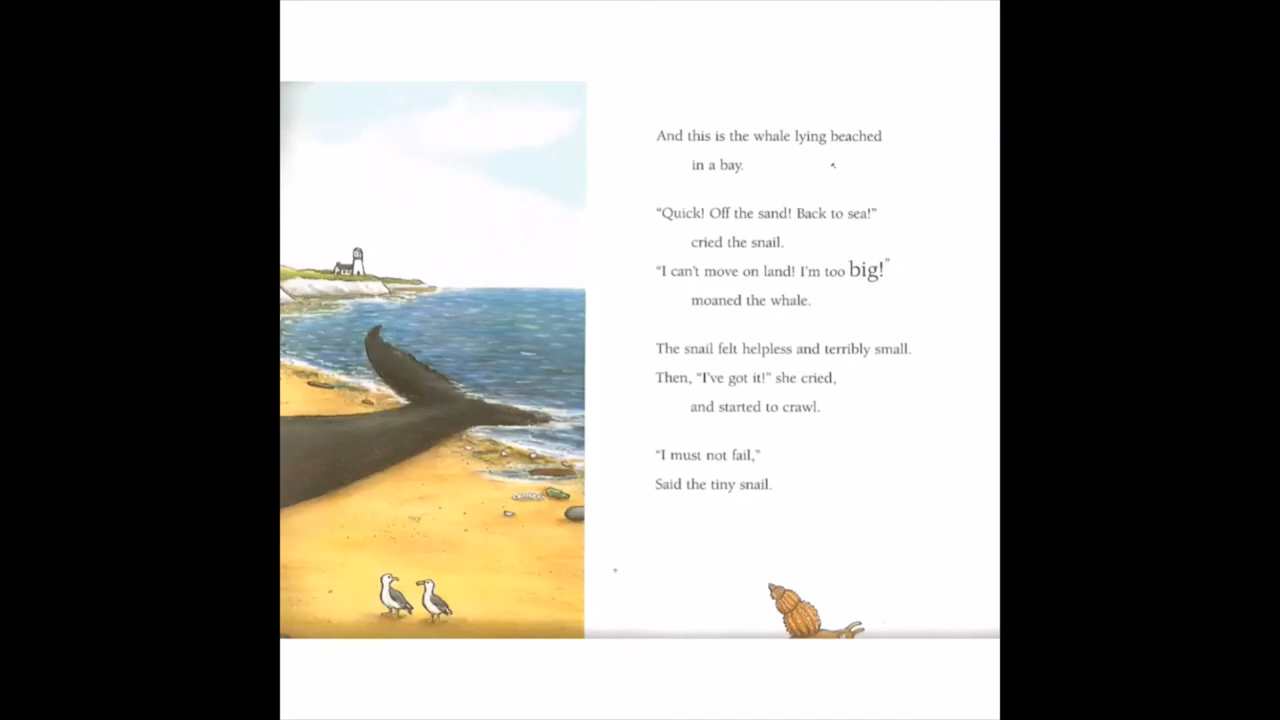 And this is the whale lying beached
in a bay.
“Quick! Off the sand! Back to sea!”
cried the snail.
“I can’t move on land! I’m too big!”
moaned the whale.
The snail felt helpless and terribly small.
Then, “I’ve got it!” she cried,
and started to crawl.
“I must not fail,”
Said the tiny snail.